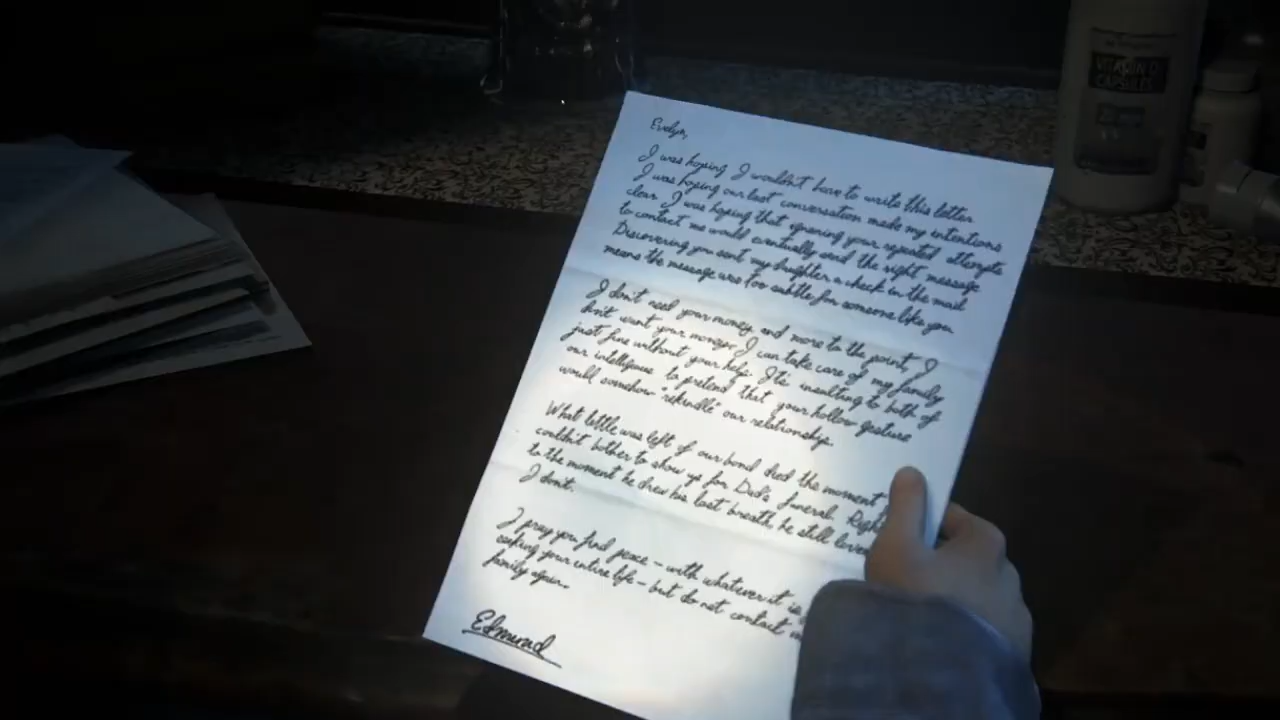 Evelyn,
I was hoping I wouldn't have to write this letter.
I was hoping our last conversation made my intentions
clear. I was hoping that ignoring your repeated attempts
to contact me would eventually send the right message.
Discovering you sent my daughter a check in the mail
means the message was too subtle for someone like you.
I don't need your money, and more to the point, I
don't want your money. I can take care of my family
just fine without your help. It's insulting to both of
our intelligence to pretend that your hollow gesture
would somehow "rekindle" our relationship.
What little was left of our bond died the moment
couldn't bother to show up for Dad's funeral. Right
to the moment he drew his last breath, he still loved
I don't.
I pray you find peace – with whatever it is
your entire life – but do not contact
family again.
Edmund
VITAMIN D
CAPSULES